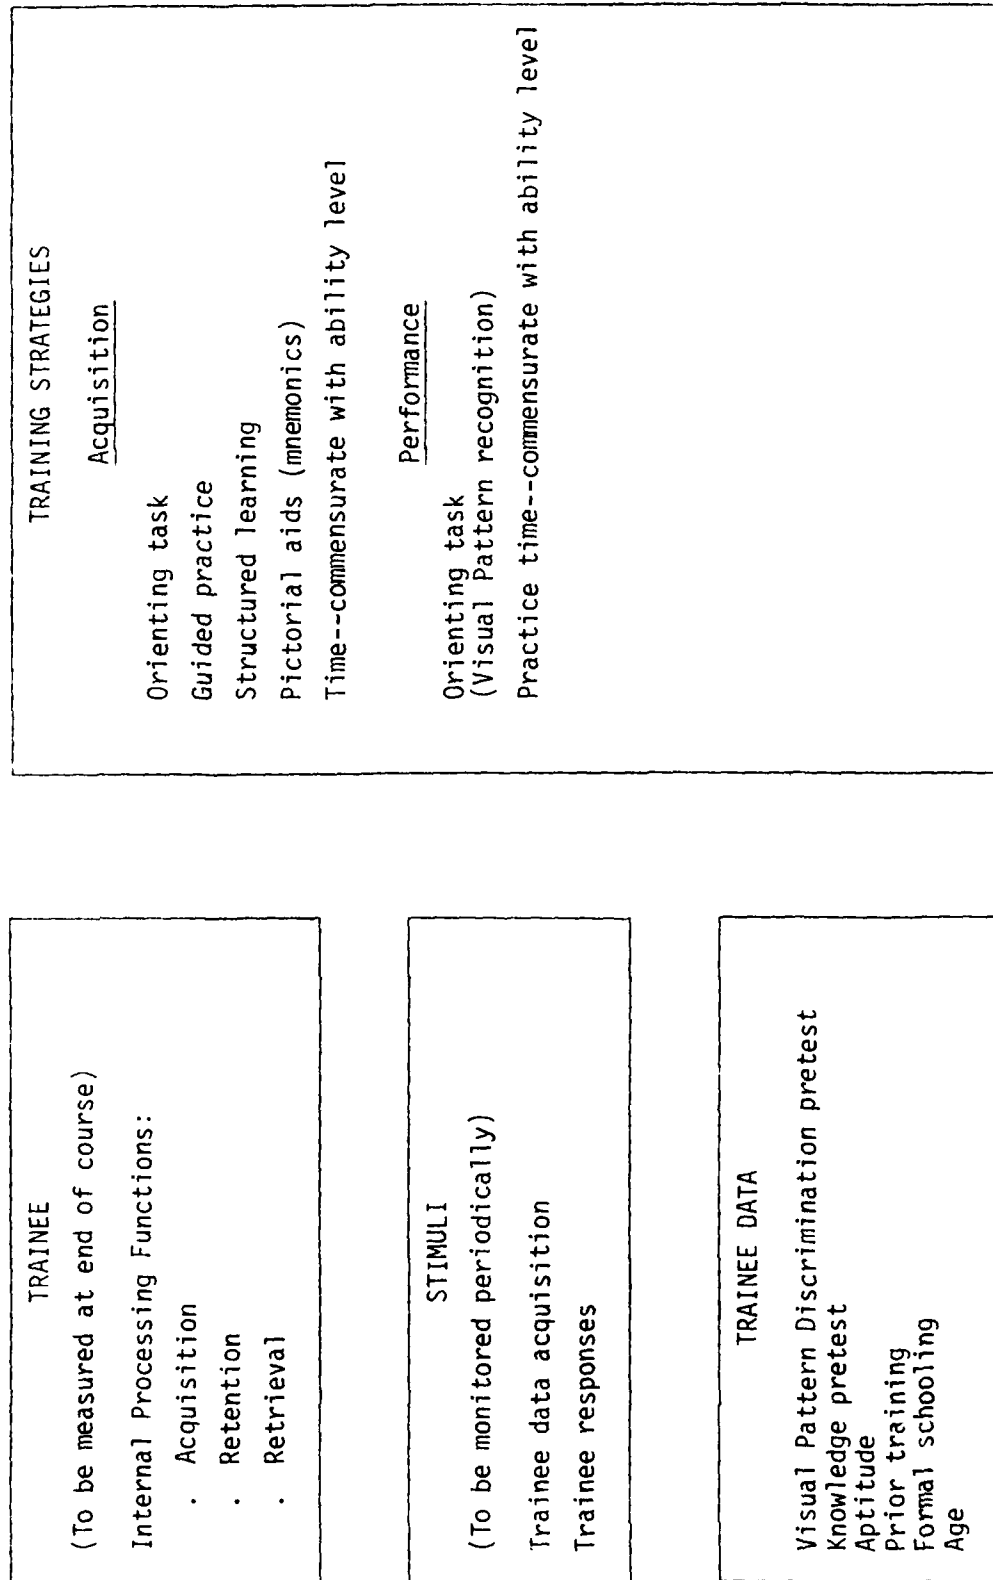 TRAINEE
(To be measured at end of course)
Internal Processing Functions:
. Acquisition
. Retention
. Retrieval
STIMULI
(To be monitored periodically)
Trainee data acquisition
Trainee responses
TRAINEE DATA
Visual Pattern Discrimination pretest
Knowledge pretest
Aptitude
Prior training
Formal schooling
Age
TRAINING STRATEGIES
Acquisition
Orienting task
Guided practice
Structured learning
Pictorial aids (mnemonics)
Time--commensurate with ability level
Performance
Orienting task
(Visual Pattern recognition)
Practice time--commensurate with ability level